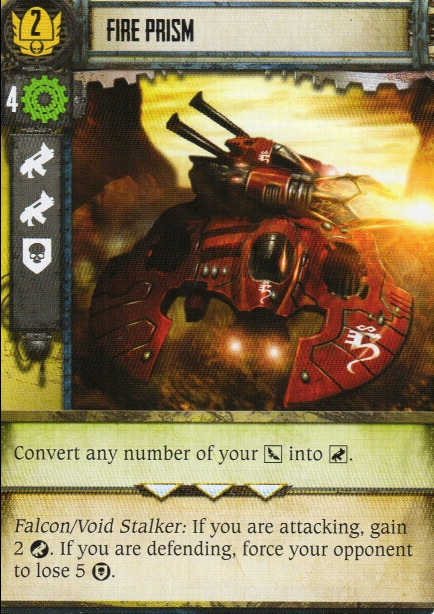 2
FIRE PRISM
4
Convert any number of your into .
Falcon/Void Stalker: If you are attacking, gain
2 . If you are defending, force your opponent
to lose 5 .